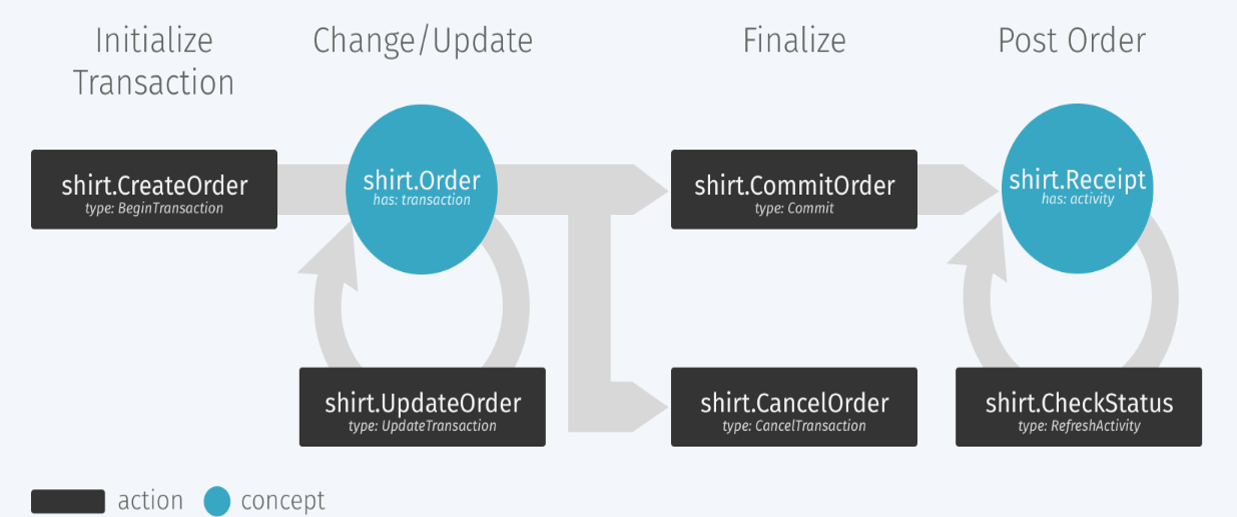 Initialize
Transaction
Change/Update
Finalize
Post Order
shirt.CreateOrder
type: BeginTransaction
shirt.Order
has: transaction
shirt.CommitOrder
type: Commit
shirt.Receipt
has: activity
shirt.UpdateOrder
type: UpdateTransaction
shirt.CancelOrder
type: CancelTransaction
shirt.CheckStatus
type: RefreshActivity
action
concept